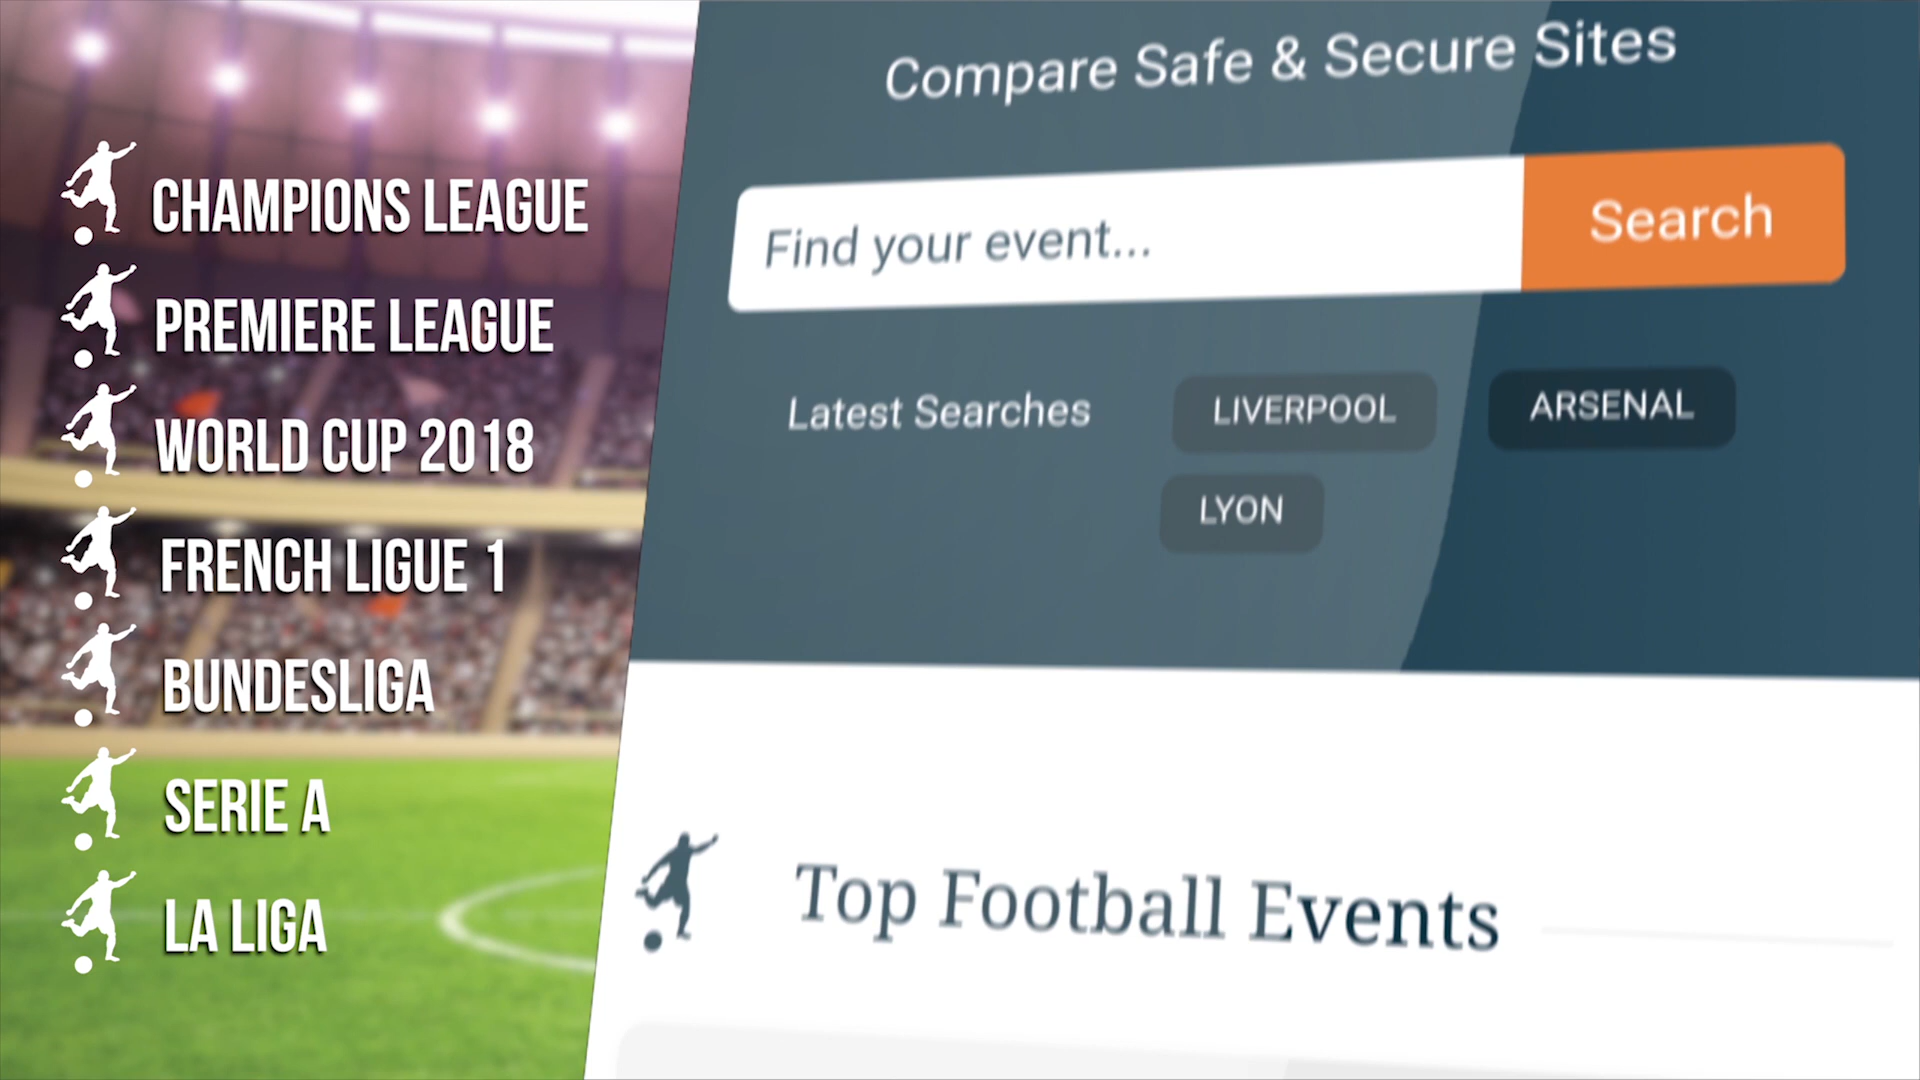 CHAMPIONS LEAGUE
PREMIERE LEAGUE
WORLD CUP 2018
FRENCH LIGUE 1
BUNDESLIGA
SERIE A
LA LIGA
Compare Safe & Secure Sites
Find your event...
Search
Latest Searches
LIVERPOOL
ARSENAL
LYON
Top Football Events